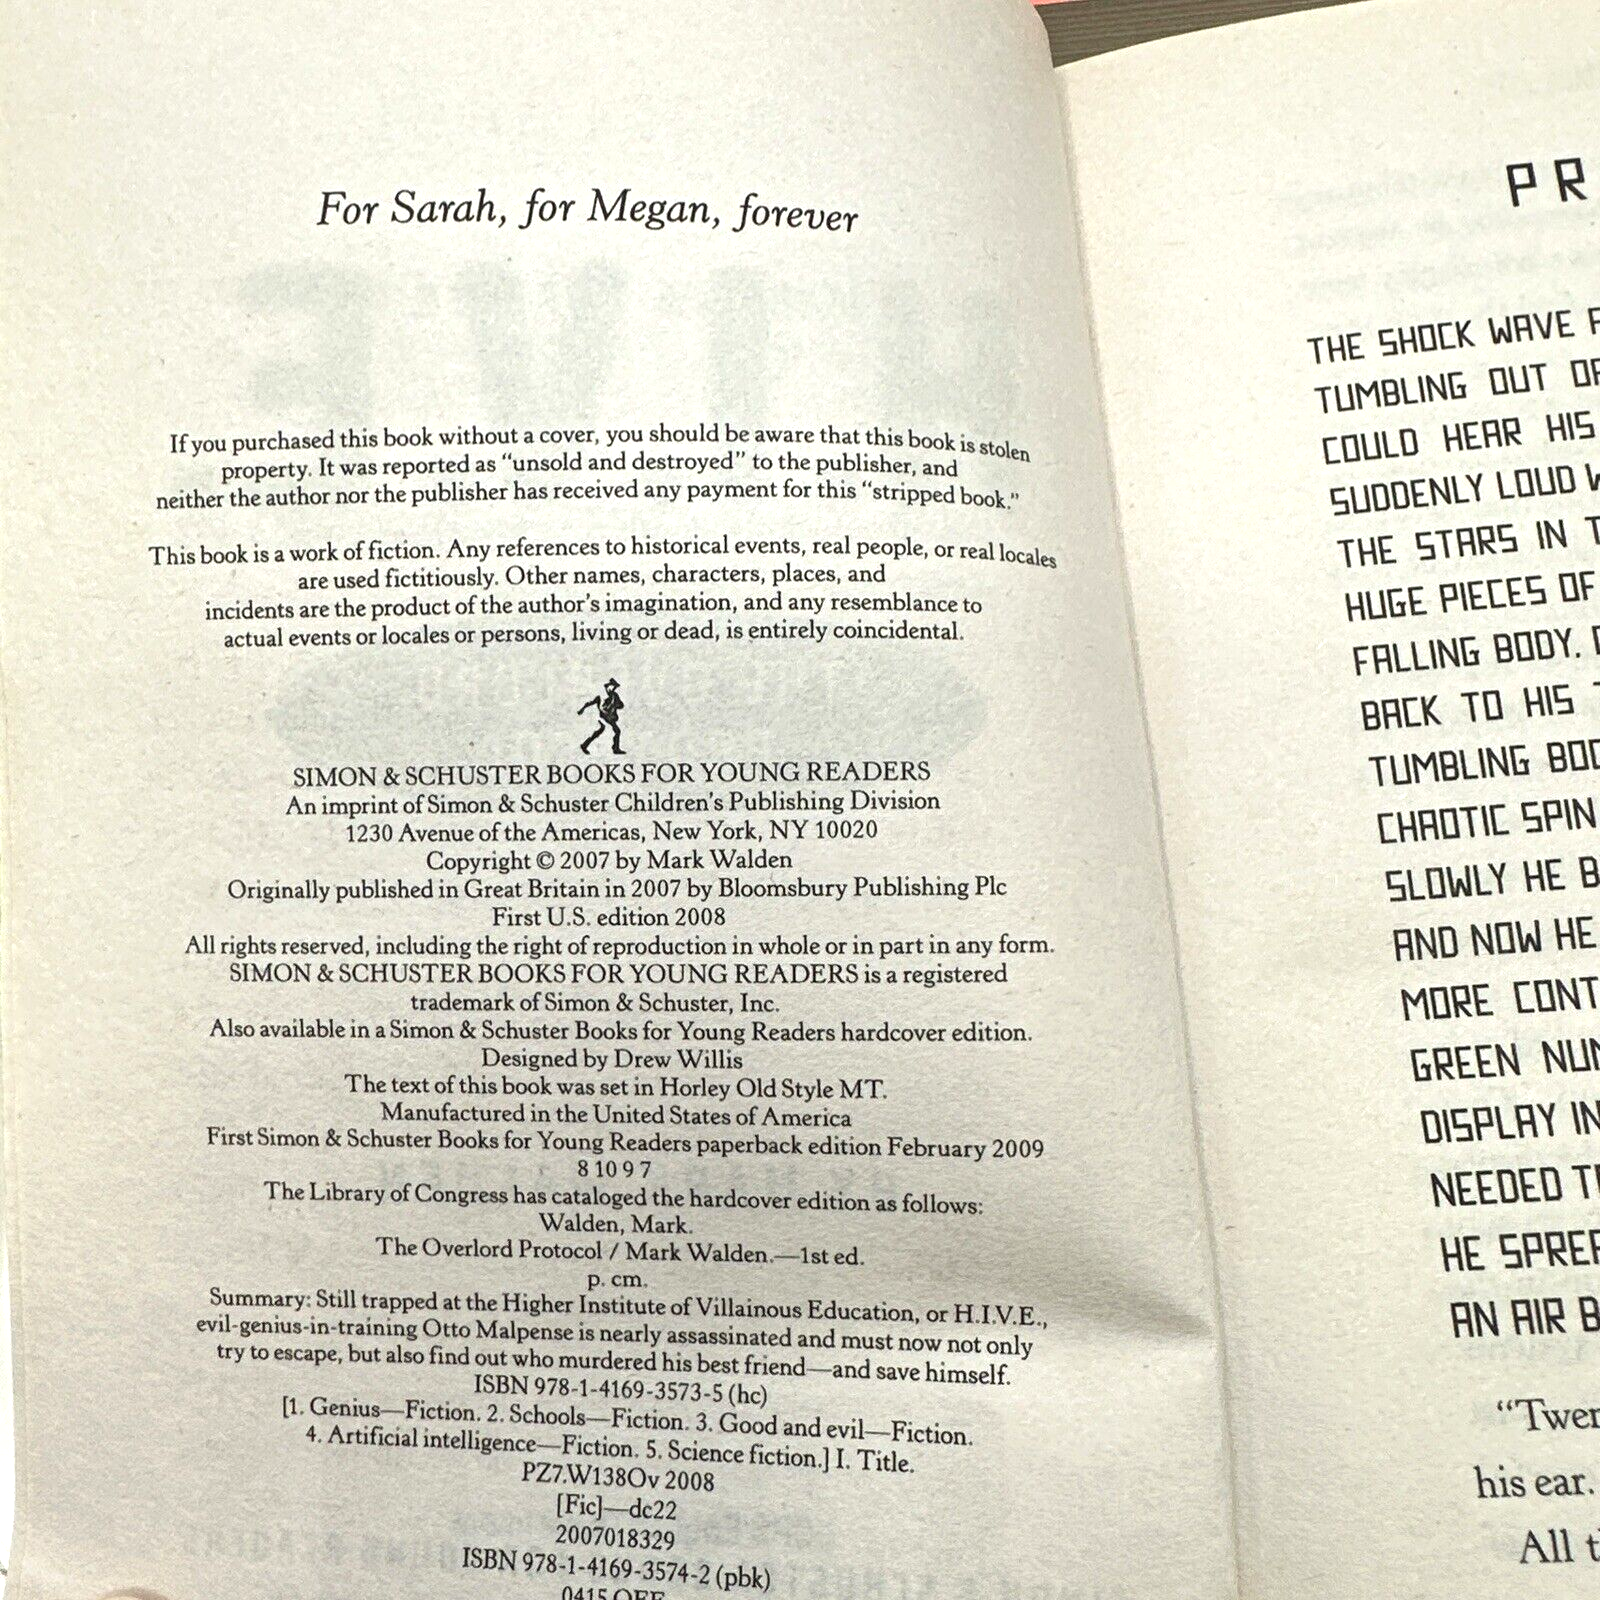 For Sarah, for Megan, forever
If you purchased this book without a cover, you should be aware that this book is stolen
property. It was reported as “unsold and destroyed” to the publisher, and
neither the author nor the publisher has received any payment for this “stripped book.”
This book is a work of fiction. Any references to historical events, real people, or real locales
are used fictitiously. Other names, characters, places, and
incidents are the product of the author's imagination, and any resemblance to
actual events or locales or persons, living or dead, is entirely coincidental.
SIMON & SCHUSTER BOOKS FOR YOUNG READERS
An imprint of Simon & Schuster Children's Publishing Division
1230 Avenue of the Americas, New York, NY 10020
Copyright © 2007 by Mark Walden
Originally published in Great Britain in 2007 by Bloomsbury Publishing Plc
First U.S. edition 2008
All rights reserved, including the right of reproduction in whole or in part in any form.
SIMON & SCHUSTER BOOKS FOR YOUNG READERS is a registered
trademark of Simon & Schuster, Inc.
Also available in a Simon & Schuster Books for Young Readers hardcover edition.
Designed by Drew Willis
The text of this book was set in Horley Old Style MT.
Manufactured in the United States of America
First Simon & Schuster Books for Young Readers paperback edition February 2009
8 10 9 7
The Library of Congress has cataloged the hardcover edition as follows:
Walden, Mark.
The Overlord Protocol / Mark Walden.—1st ed.
p. cm.
Summary: Still trapped at the Higher Institute of Villainous Education, or H.I.V.E.,
evil-genius-in-training Otto Malpense is nearly assassinated and must now not only
try to escape, but also find out who murdered his best friend—and save himself.
ISBN 978-1-4169-3573-5 (hc)
[1. Genius—Fiction. 2. Schools—Fiction. 3. Good and evil—Fiction.
4. Artificial intelligence—Fiction. 5. Science fiction.] I. Title.
PZ7.W138Ov 2008
[Fic]—dc22
2007018329
ISBN 978-1-4169-3574-2 (pbk)
0415 OFF
PR
THE SHOCK WAVE
TUMBLING OUT
COULD HEAR HIS
SUDDENLY LOUD
THE STARS IN
HUGE PIECES OF
FALLING BODY.
BACK TO HIS
TUMBLING
CHAOTIC SPIN
SLOWLY HE
AND NOW HE
MORE CONT
GREEN
DISPLAY IN
NEEDED
HE
AN AIR
“Twen
his ear.
All